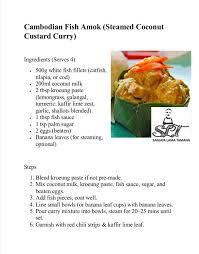 Cambodian Fish Amok (Steamed Coconut
Custard Curry)
Ingredients (Serves 4)
• 500g white fish fillets (catfish,
tilapia, or cod)
• 200ml coconut milk
• 2 tbsp kroeung paste
(lemongrass, galangal,
turmeric, kaffir lime zest,
garlic, shallots blended)
• 1 tbsp fish sauce
• 1 tsp palm sugar
• 2 eggs (beaten)
• Banana leaves (for steaming,
optional)
Steps
1. Blend kroeung paste if not pre-made.
2. Mix coconut milk, kroeung paste, fish sauce, sugar, and
eggs.
3. Add fish pieces, coat well.
4. Line small bowls (or banana leaf cups) with banana leaves.
5. Pour curry mixture into bowls, steam for 20–25 mins until
set.
6. Garnish with red chili strips & kaffir lime leaf.